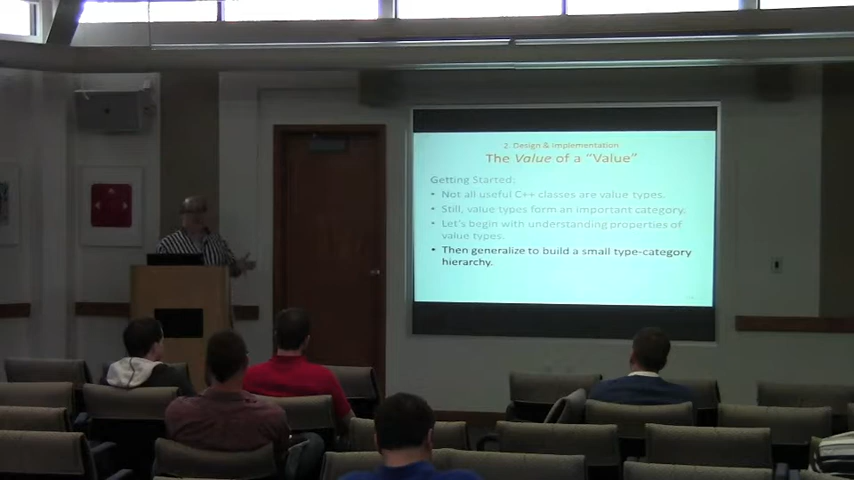 2. Design & Implementation
The Value of a "Value"
Getting Started:
• Not all useful C++ classes are value types.
• Still, value types form an important category.
• Let's begin with understanding properties of
value types.
• Then generalize to build a small type-category
hierarchy.